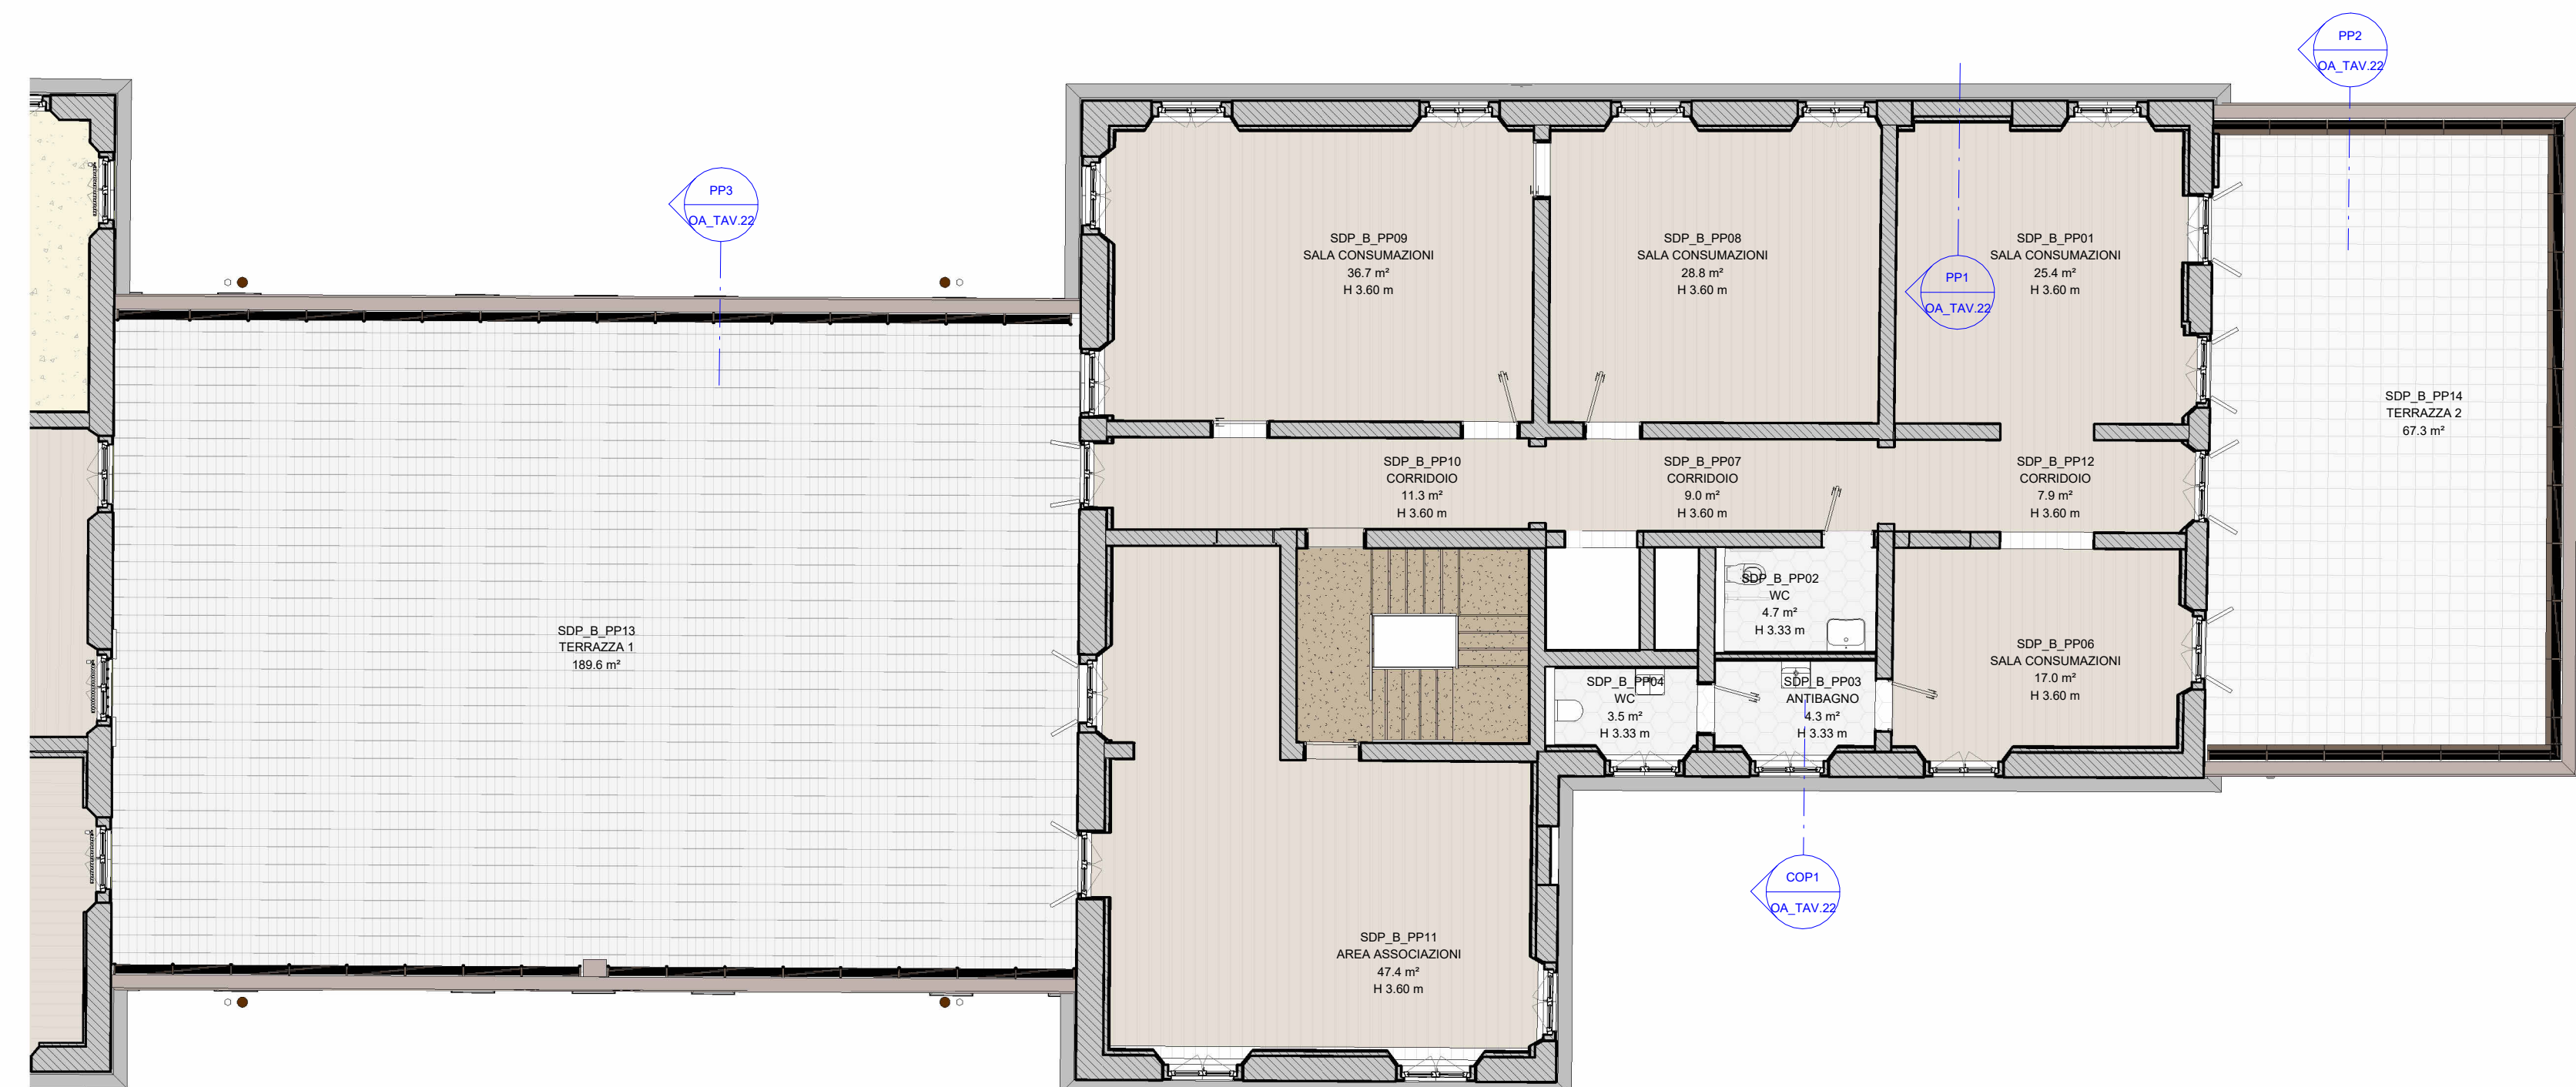 PP2
OA_TAV.22
PP3
OA_TAV.22
SDP_B_PP09
SALA CONSUMAZIONI
36.7 m²
H 3.60 m
SDP_B_PP08
SALA CONSUMAZIONI
28.8 m²
H 3.60 m
SDP_B_PP01
SALA CONSUMAZIONI
25.4 m²
H 3.60 m
PP1
OA_TAV.22
SDP_B_PP14
TERRAZZA 2
67.3 m²
SDP_B_PP10
CORRIDOIO
11.3 m²
H 3.60 m
SDP_B_PP07
CORRIDOIO
9.0 m²
H 3.60 m
SDP_B_PP12
CORRIDOIO
7.9 m²
H 3.60 m
SDP_B_PP13
TERRAZZA 1
189.6 m²
SDP_B_PP02
WC
4.7 m²
H 3.33 m
SDP_B_PP06
SALA CONSUMAZIONI
17.0 m²
H 3.60 m
SDP_B_PP04
WC
3.5 m²
H 3.33 m
SDP_B_PP03
ANTIBAGNO
4.3 m²
H 3.33 m
COP1
OA_TAV.22
SDP_B_PP11
AREA ASSOCIAZIONI
47.4 m²
H 3.60 m